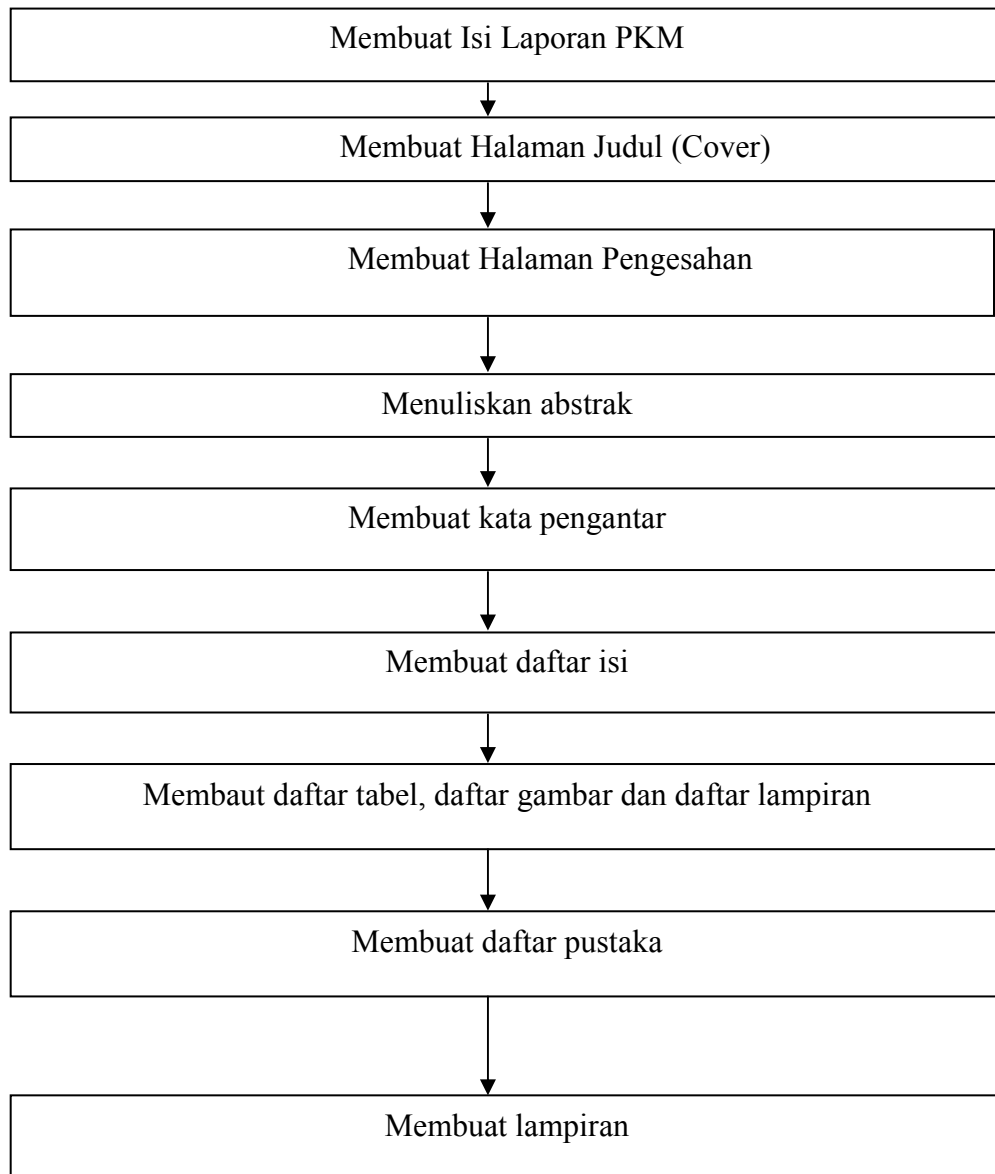 Membuat Isi Laporan PKM
Membuat Halaman Judul (Cover)
Membuat Halaman Pengesahan
Menuliskan abstrak
Membuat kata pengantar
Membuat daftar isi
Membaut daftar tabel, daftar gambar dan daftar lampiran
Membuat daftar pustaka
Membuat lampiran